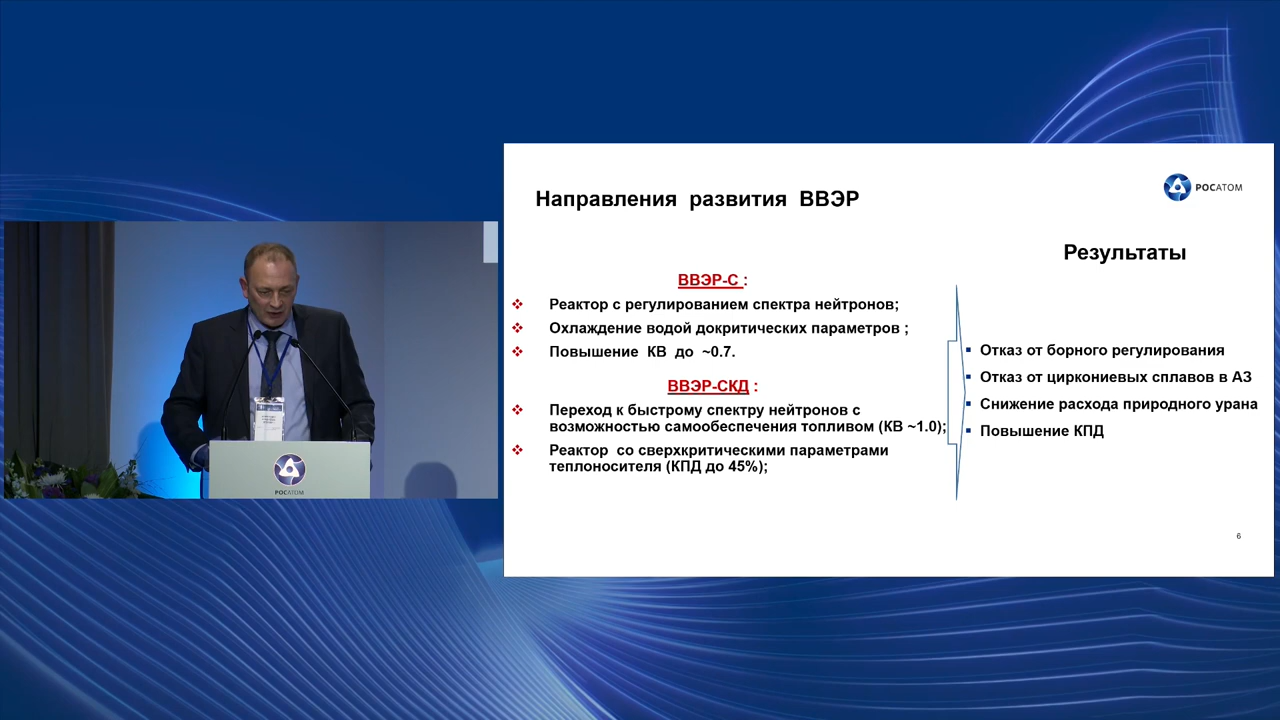 РОСАТОМ
Направления развития ВВЭР
Результаты
ВВЭР-С :
Реактор с регулированием спектра нейтронов;
Охлаждение водой докритических параметров ;
Повышение КВ до ~0.7.
ВВЭР-СКД :
Переход к быстрому спектру нейтронов с
возможностью самообеспечения топливом (КВ ~1.0);
Реактор со сверхкритическими параметрами
теплоносителя (КПД до 45%);
Отказ от борного регулирования
Отказ от циркониевых сплавов в АЗ
Снижение расхода природного урана
Повышение КПД
6
РОСАТОМ